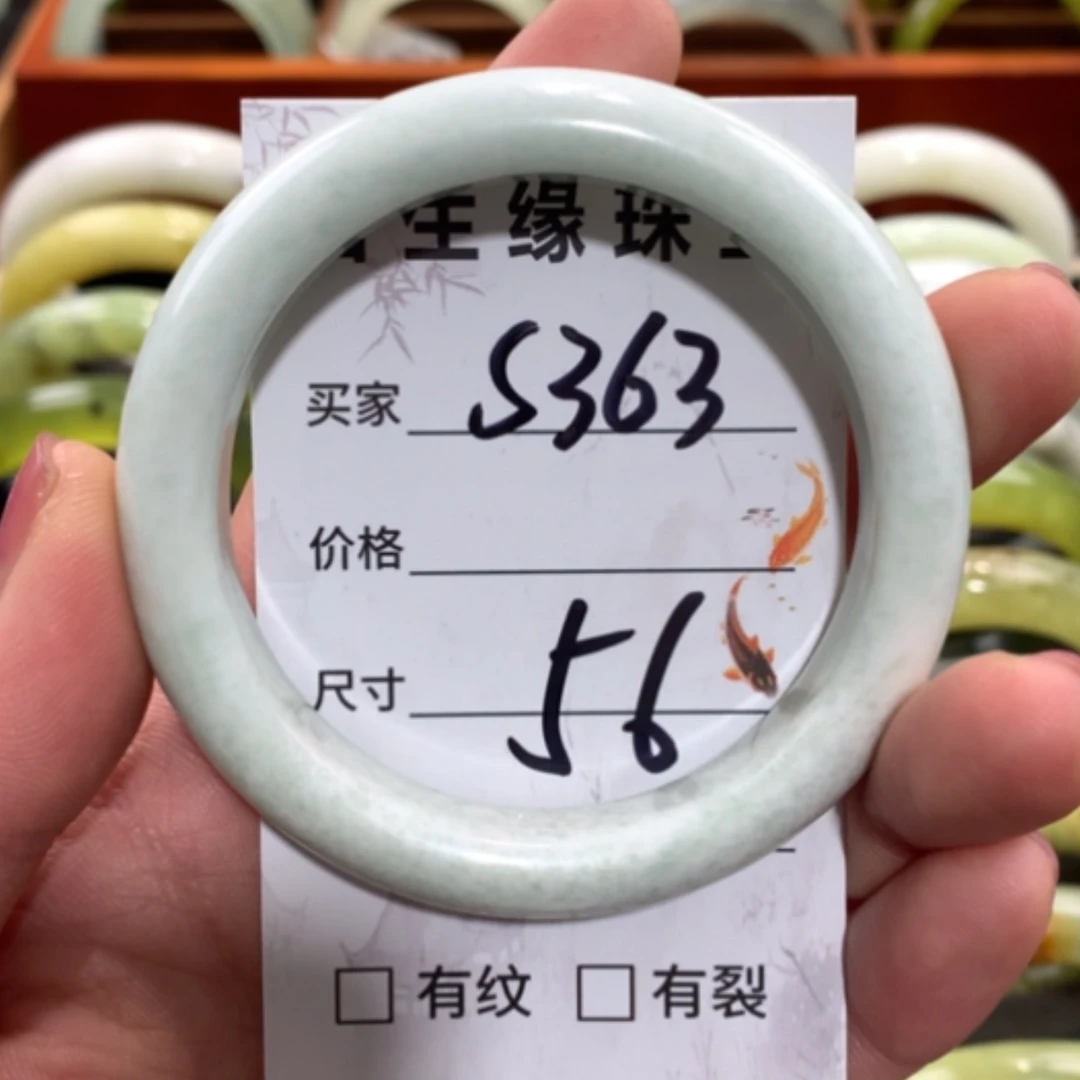 生缘珠
买家 S363
价格
尺寸 56
□ 有纹 □ 有裂